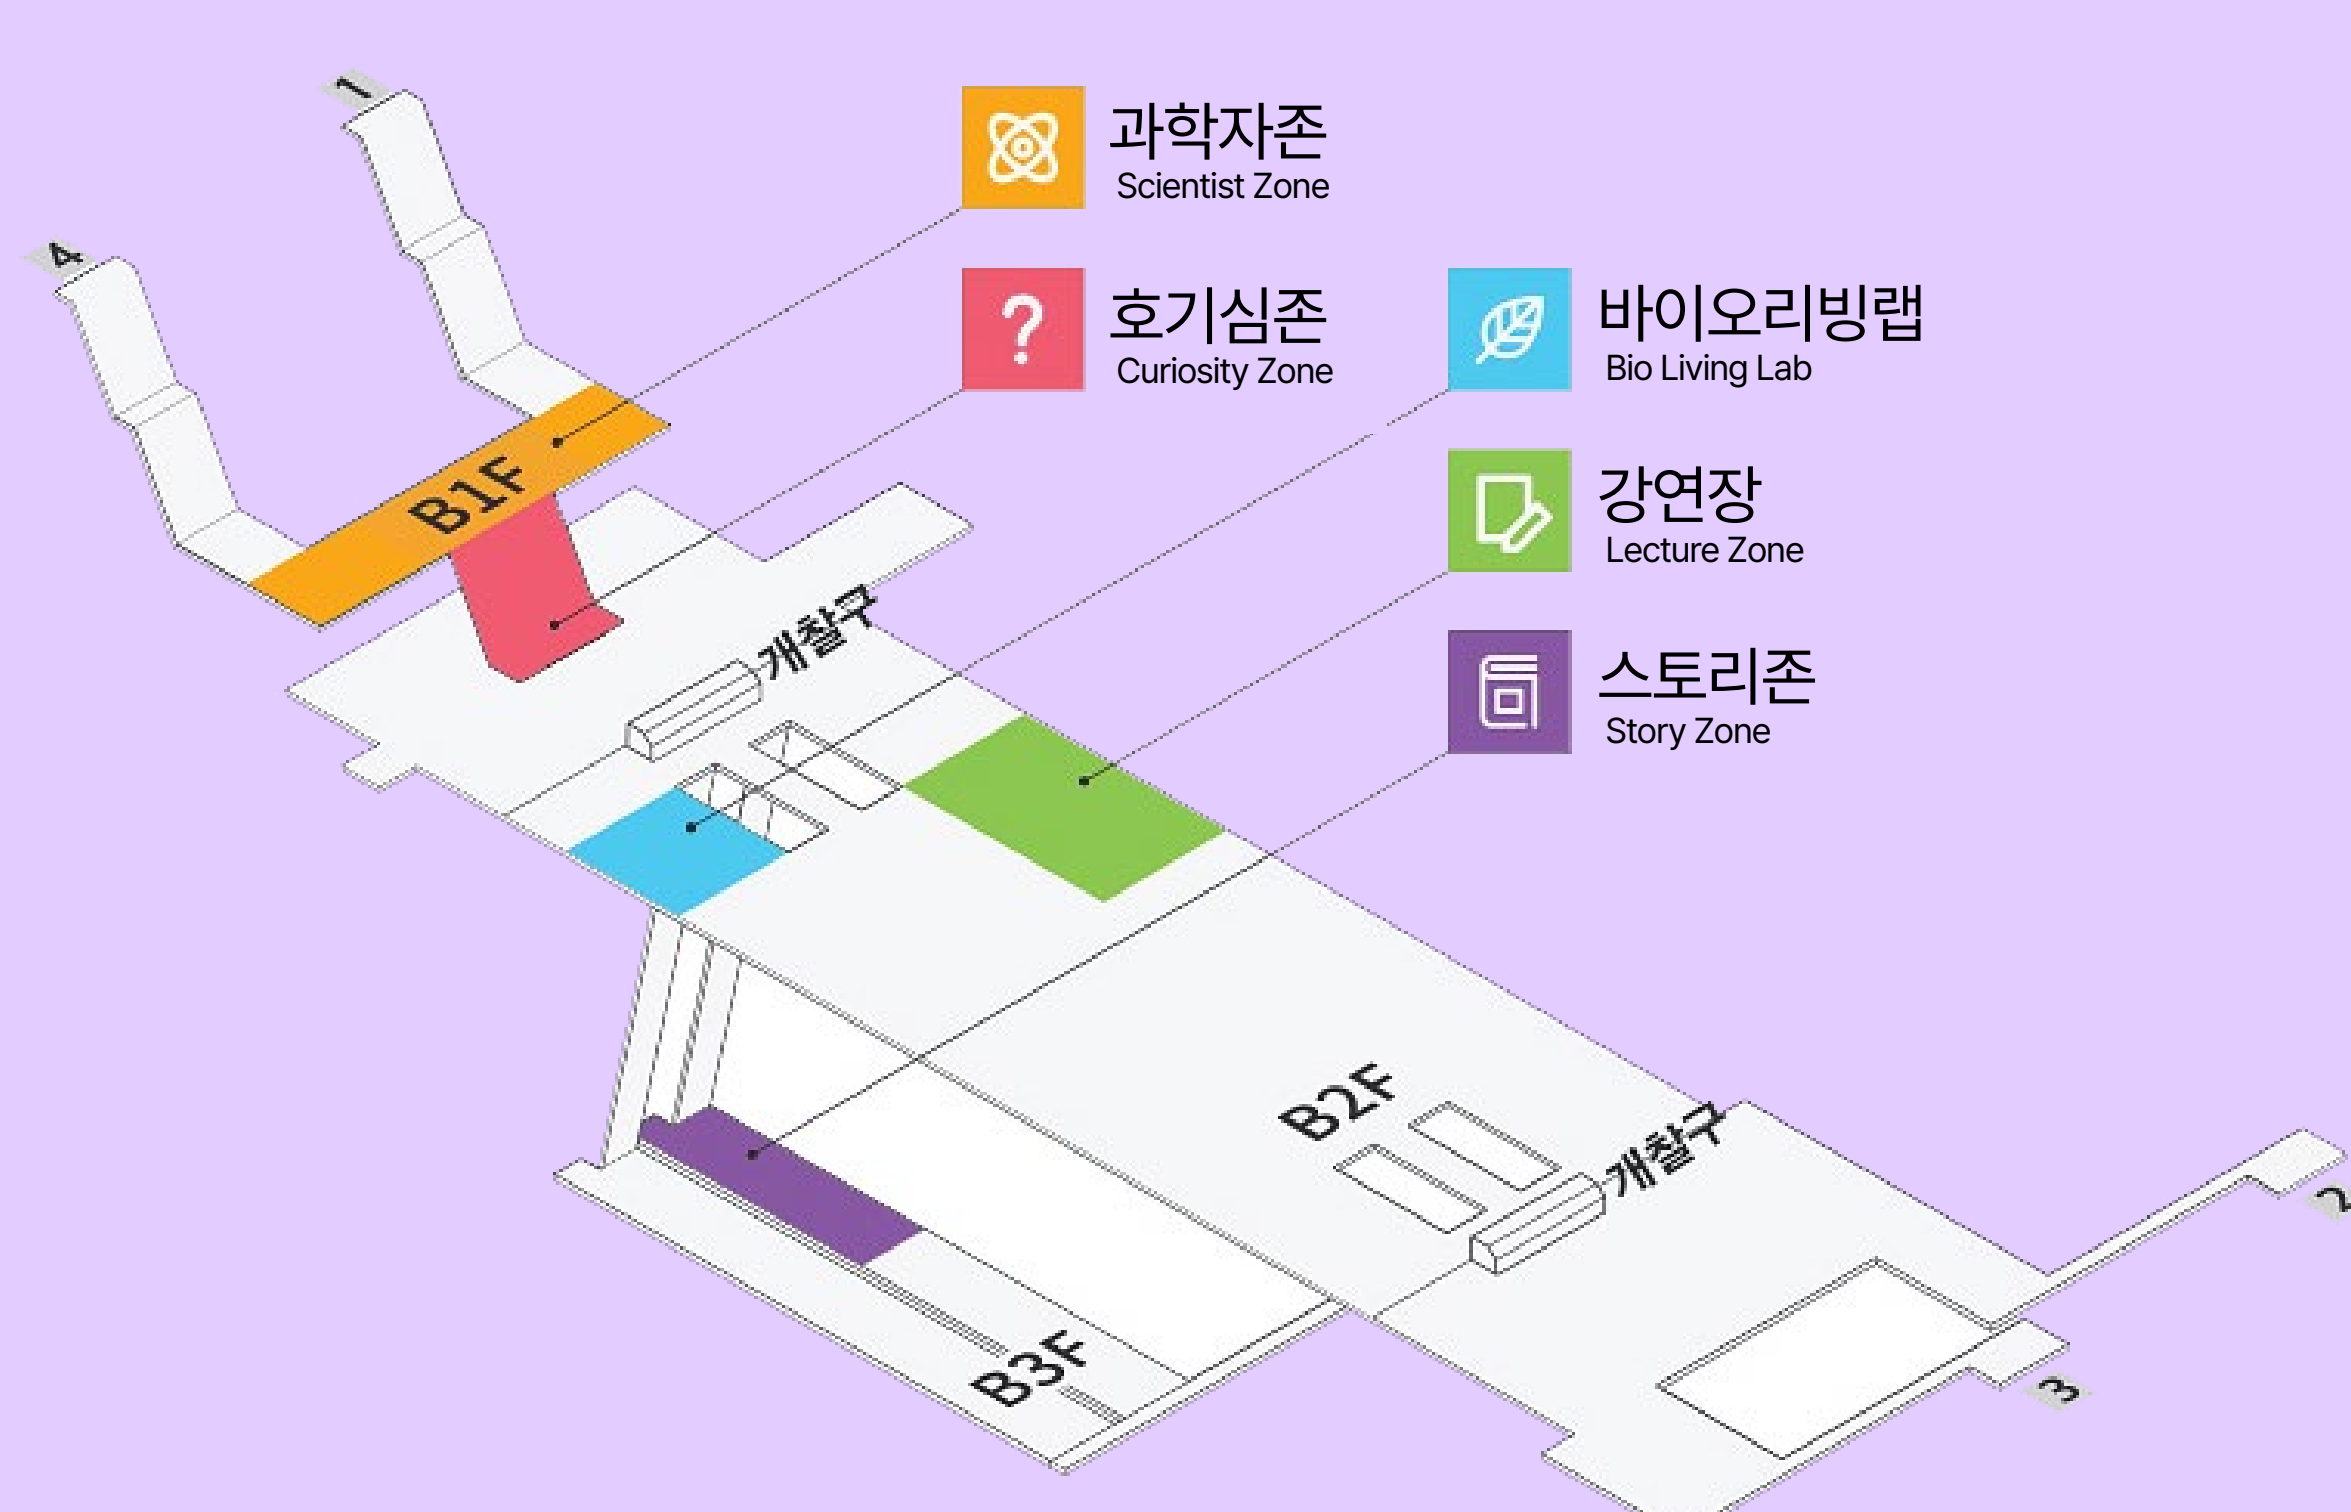 1
4
과학자존
Scientist Zone
호기심존
Curiosity Zone
바이오리빙랩
Bio Living Lab
강연장
Lecture Zone
스토리존
Story Zone
B1F
개찰구
B2F
개찰구
2
B3F
3